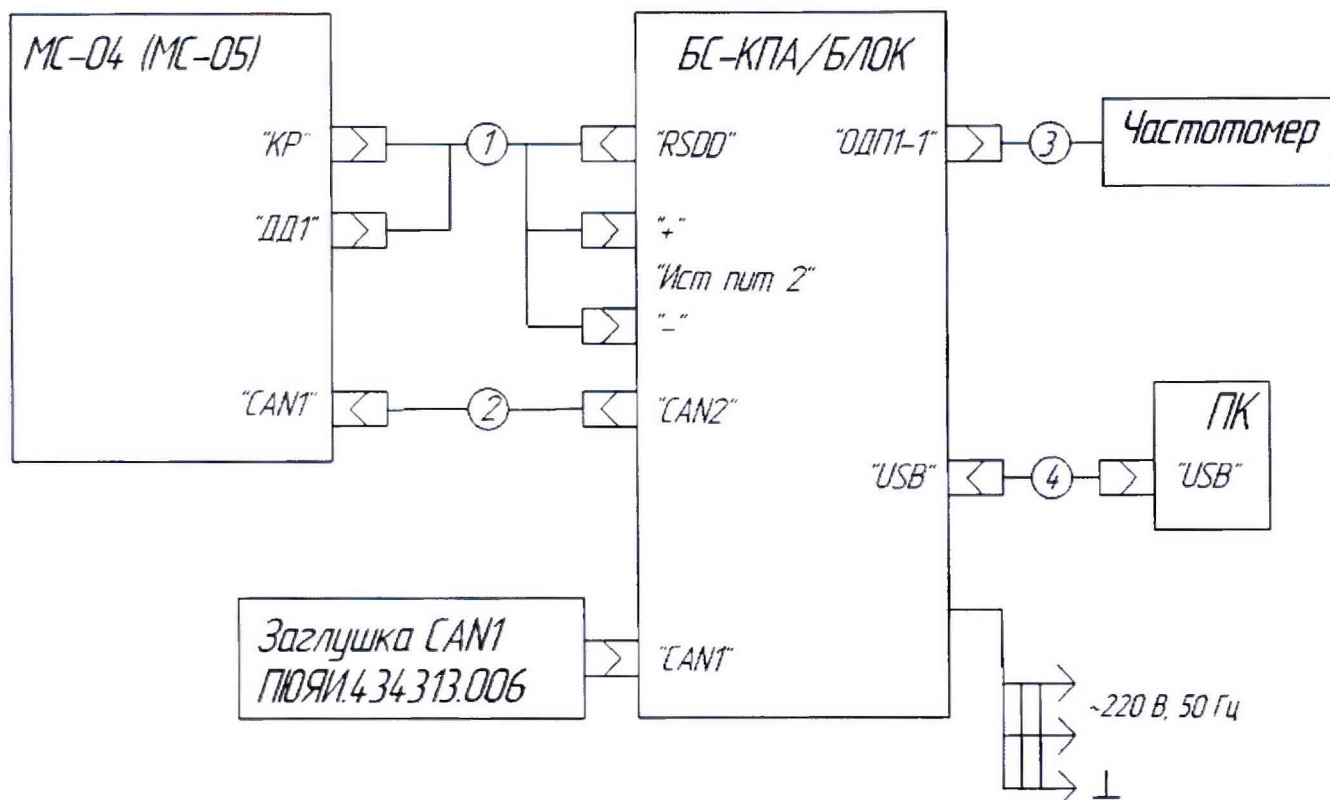 МС-04 (МС-05)
"КР"
"ДД1"
"CAN1"
1
2
БС-КПА/БЛОК
"RSDD"
"+"
"Ист пит 2"
"-"
"CAN2"
"CAN1"
"ОДП1-1"
"USB"
3
Частотомер
4
ПК
"USB"
Заглушка CAN1
ПЮЯИ.434313.006
~220 В, 50 Гц